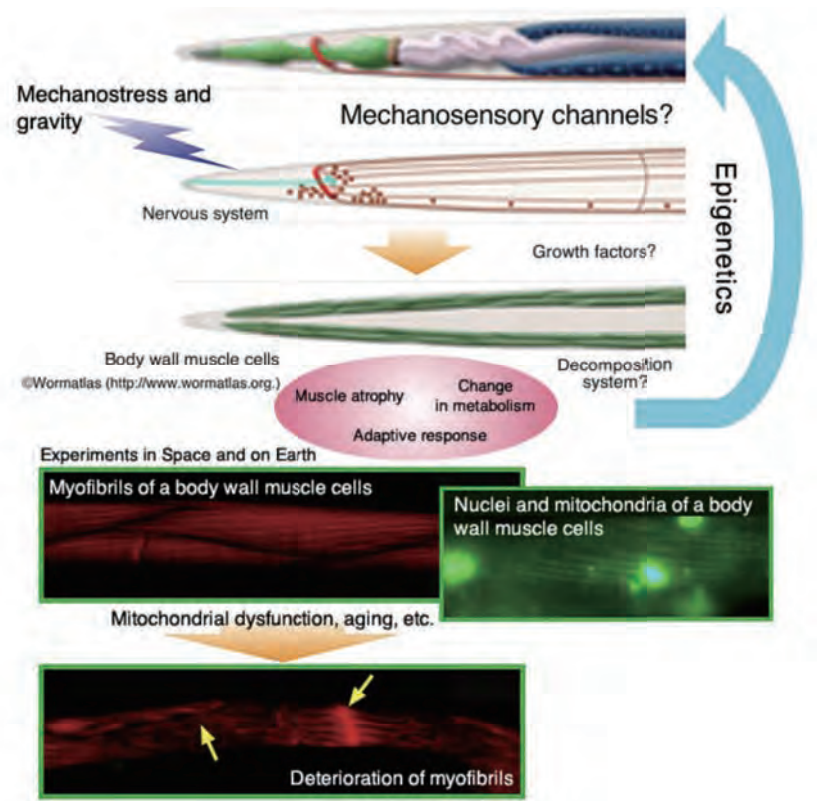 Mechanostress and
gravity
Mechanosensory channels?
Nervous system
Growth factors?
Epigenetics
Body wall muscle cells
©Wormatlas (http://www.wormatlas.org.)
Decomposition
system?
Muscle atrophy
Change
in metabolism
Adaptive response
Experiments in Space and on Earth
Myofibrils of a body wall muscle cells
Nuclei and mitochondria of a body
wall muscle cells
Mitochondrial dysfunction, aging, etc.
Deterioration of myofibrils